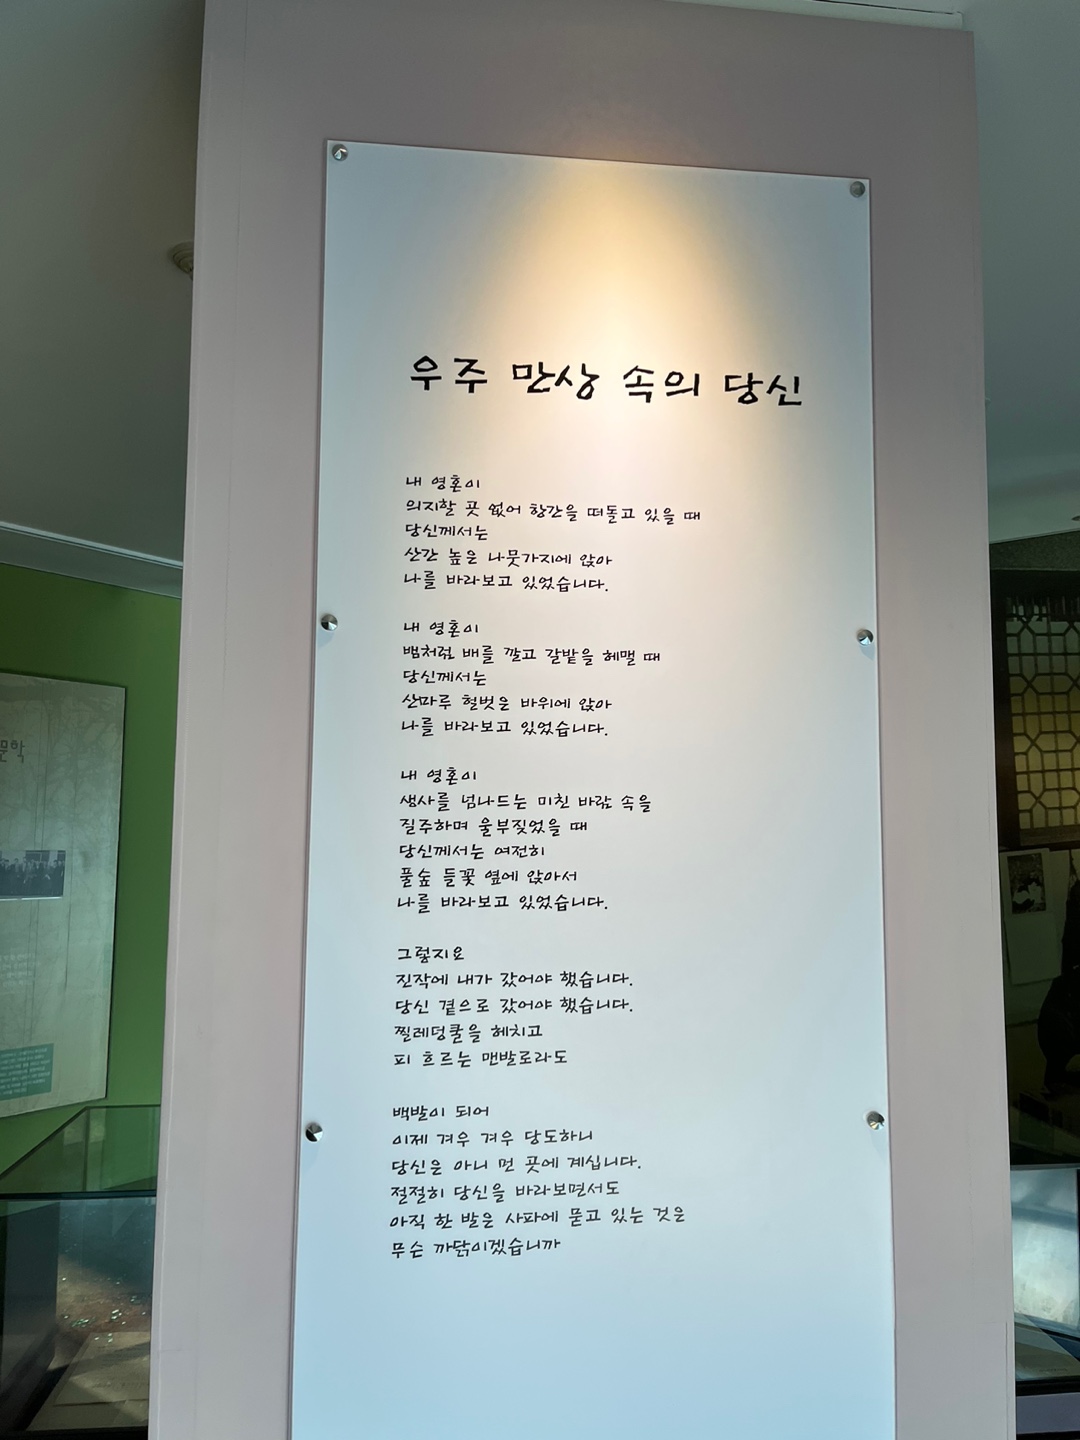 우주 만상 속의 당신
내 영혼이
의지할 곳 없어 항간을 떠돌고 있을 때
당신께서는
산간 높은 나뭇가지에 앉아
나를 바라보고 있었습니다.
내 영혼이
뱀처럼 배를 깔고 갈밭을 헤맬 때
당신께서는
산마루 헐벗은 바위에 앉아
나를 바라보고 있었습니다.
내 영혼이
생사를 넘나드는 미친 바람 속을
질주하며 울부짖었을 때
당신께서는 여전히
풀숲 들꽃 옆에 앉아서
나를 바라보고 있었습니다.
그렇지요
진작에 내가 갔어야 했습니다.
당신 곁으로 갔어야 했습니다.
찔레덩쿨을 헤치고
피 흐르는 맨발로라도
백발이 되어
이제 겨우 겨우 당도하니
당신은 아니 먼 곳에 계십니다.
절절히 당신을 바라보면서도
아직 한 발은 사파에 묻고 있는 것은
무슨 까닭이겠습니까
문학